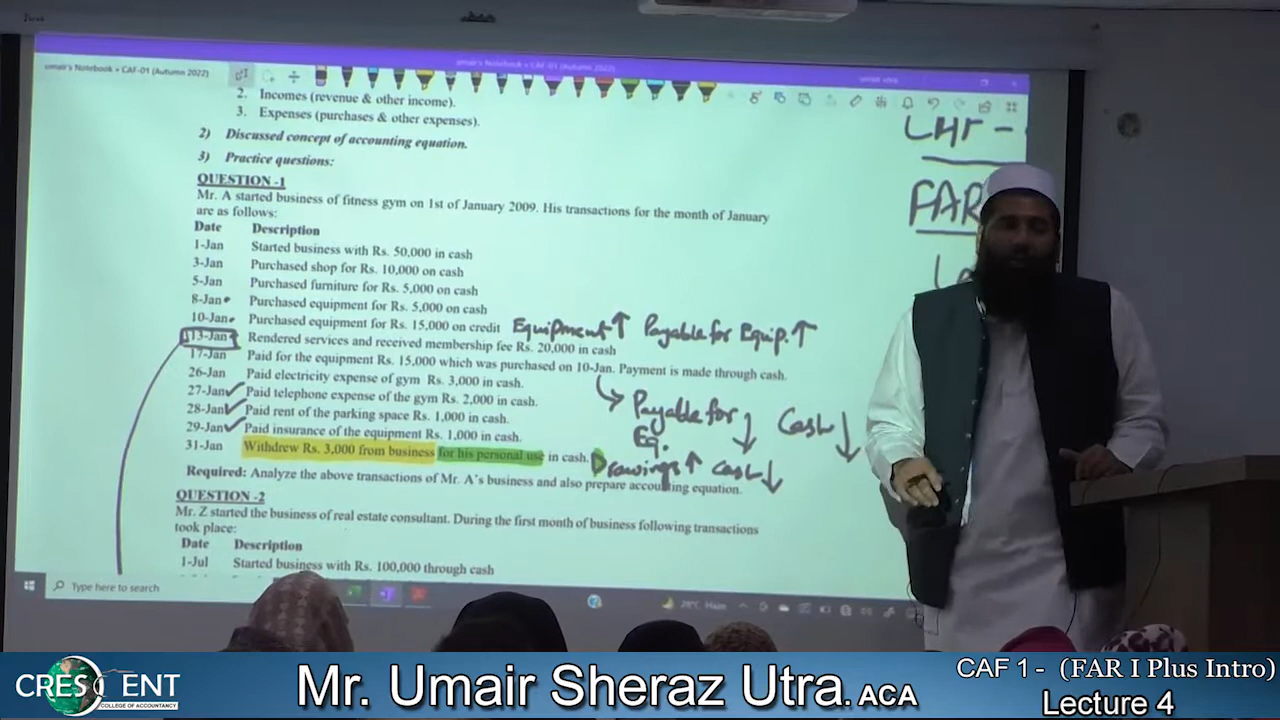 umair's Notebook » CAF-01 (Autumn 2022)
umair's Notebook » CAF-01 (Autumn 2022)
umair utra
2. Incomes (revenue & other income).
3. Expenses (purchases & other expenses).
2) Discussed concept of accounting equation.
3) Practice questions:
QUESTION -1
Mr. A started business of fitness gym on 1st of January 2009. His transactions for the month of January
are as follows:
Date Description
1-Jan Started business with Rs. 50,000 in cash
3-Jan Purchased shop for Rs. 10,000 on cash
5-Jan Purchased furniture for Rs. 5,000 on cash
8-Jan Purchased equipment for Rs. 5,000 on cash
10-Jan Purchased equipment for Rs. 15,000 on credit Equipment ↑ Payable for Equip. ↑
13-Jan Rendered services and received membership fee Rs. 20,000 in cash
17-Jan Paid for the equipment Rs. 15,000 which was purchased on 10-Jan. Payment is made through cash.
26-Jan Paid electricity expense of gym Rs. 3,000 in cash.
27-Jan Paid telephone expense of the gym Rs. 2,000 in cash.
28-Jan Paid rent of the parking space Rs. 1,000 in cash.
29-Jan Paid insurance of the equipment Rs. 1,000 in cash.
31-Jan Withdrew Rs. 3,000 from business for his personal use in cash.
Payable for Eq. ↓ Cash ↓
Drawings ↑ Cash ↓
Required: Analyze the above transactions of Mr. A's business and also prepare accounting equation.
QUESTION -2
Mr. Z started the business of real estate consultant. During the first month of business following transactions
took place:
Date Description
1-Jul Started business with Rs. 100,000 through cash
LHr -
FAR
Type here to search
28°C Haze
CRESCENT
COLLEGE OF ACCOUNTANCY
Mr. Umair Sheraz Utra. ACA
CAF 1 - (FAR I Plus Intro)
Lecture 4